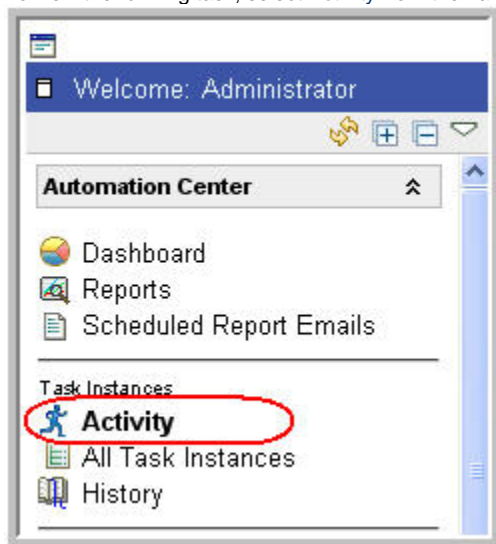 Welcome: Administrator
Automation Center
Dashboard
Reports
Scheduled Report Emails
Task Instances
Activity
All Task Instances
History